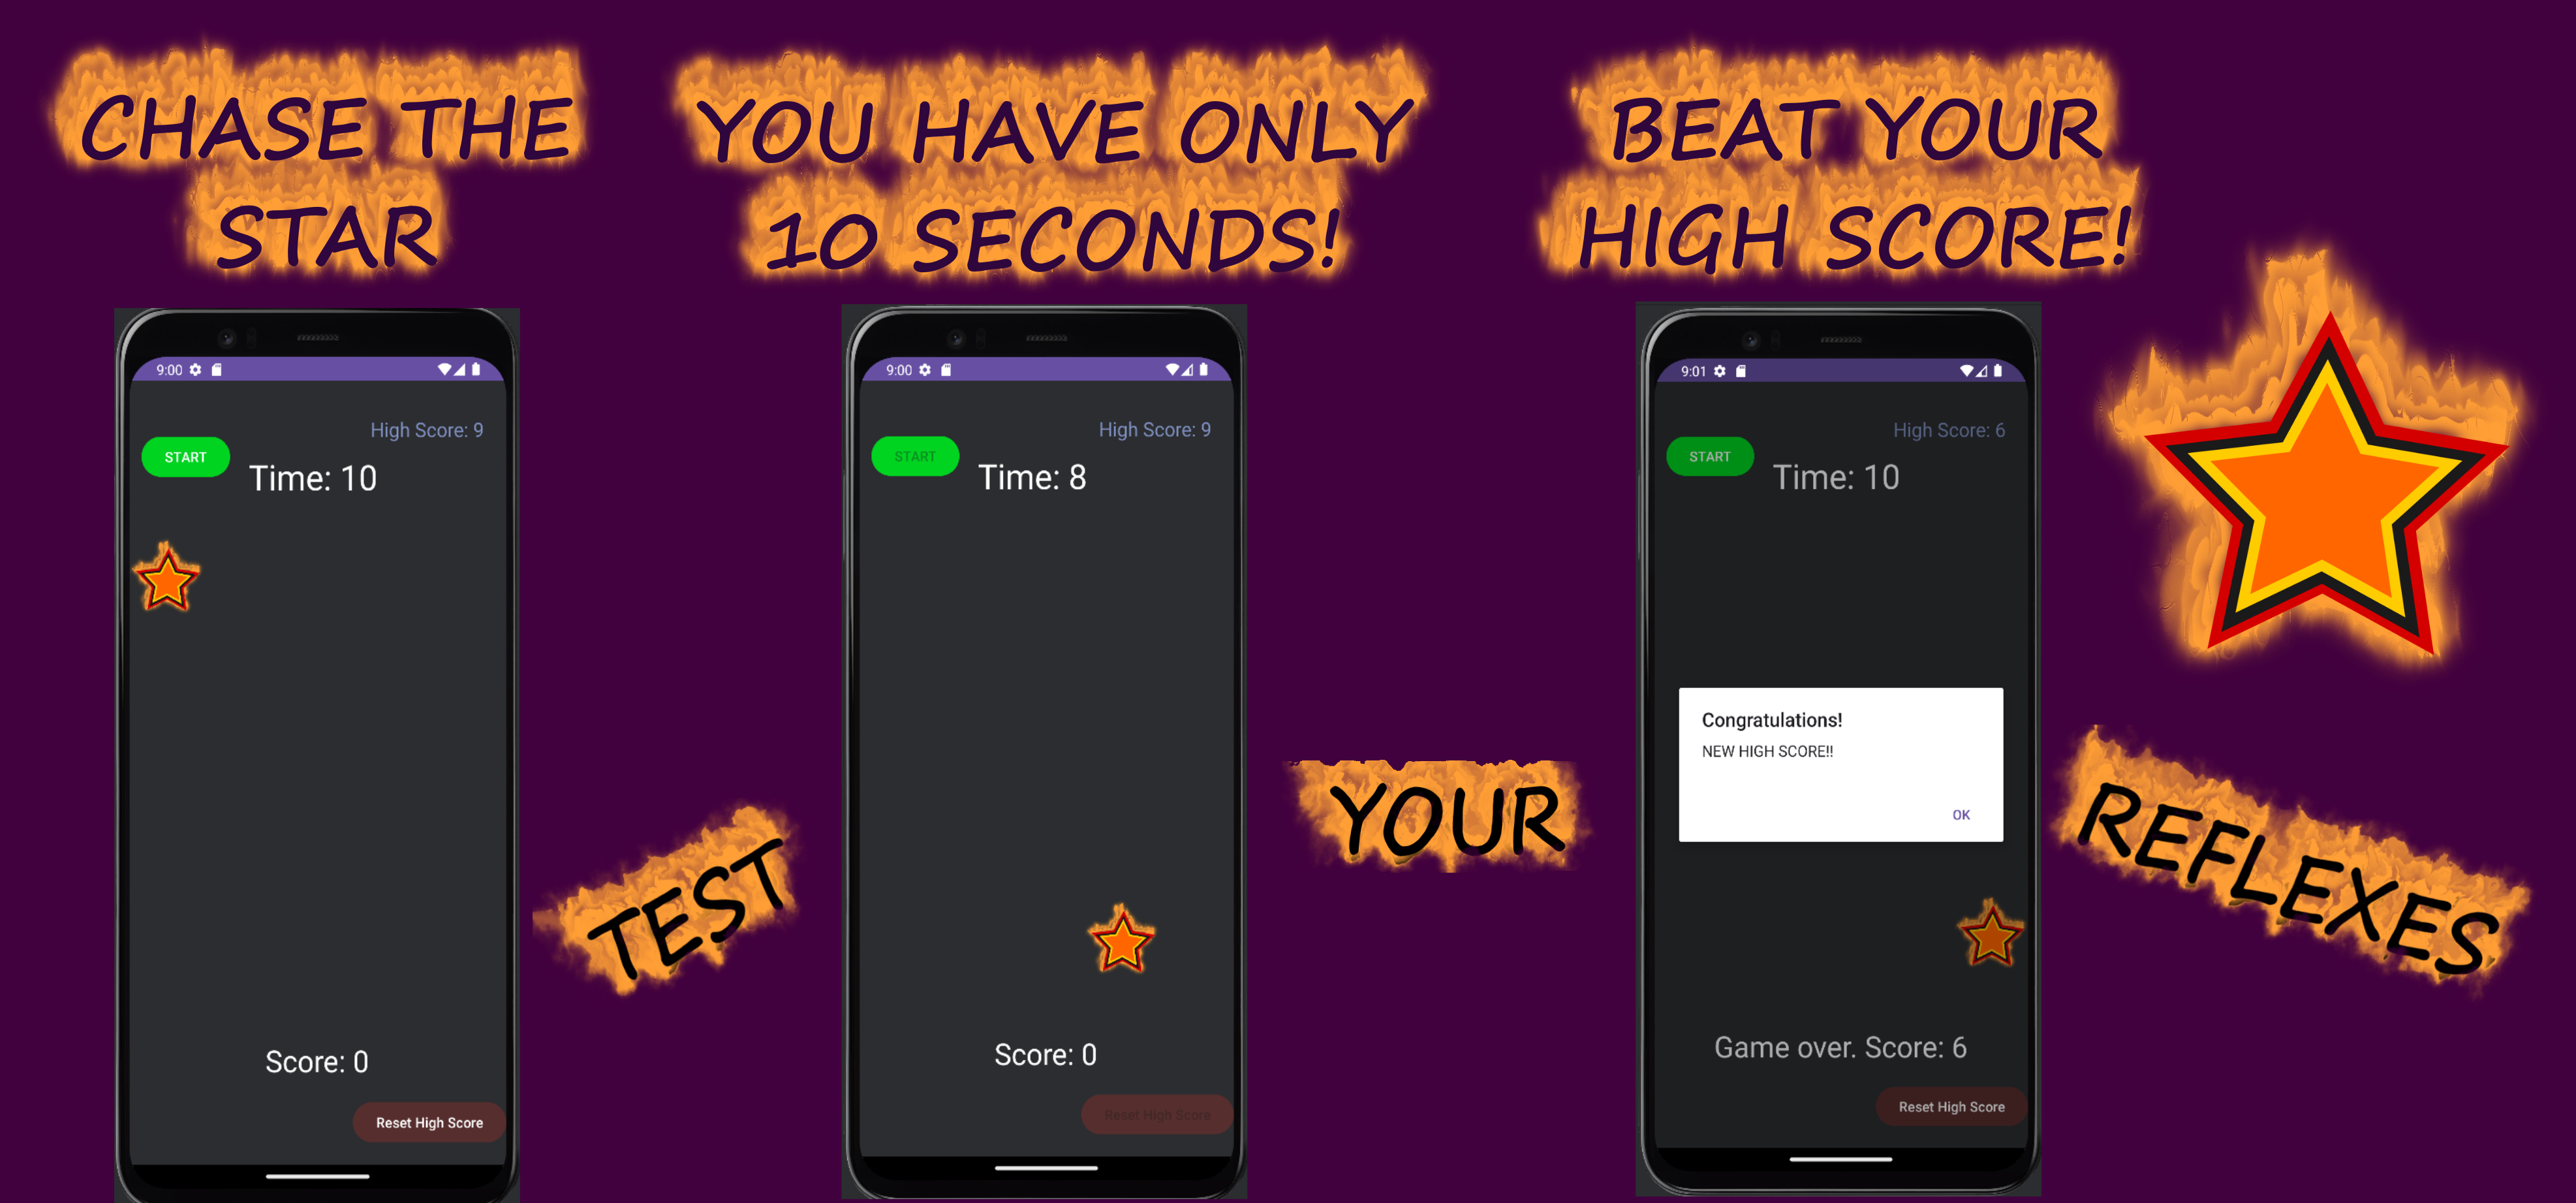 CHASE THE
STAR
YOU HAVE ONLY
10 SECONDS!
BEAT YOUR
HIGH SCORE!
9:00
High Score: 9
START
Time: 10
Score: 0
Reset High Score
TEST
9:00
High Score: 9
START
Time: 8
Score: 0
Reset High Score
YOUR
9:01
High Score: 6
START
Time: 10
Congratulations!
NEW HIGH SCORE!!
OK
Game over. Score: 6
Reset High Score
REFLEXES